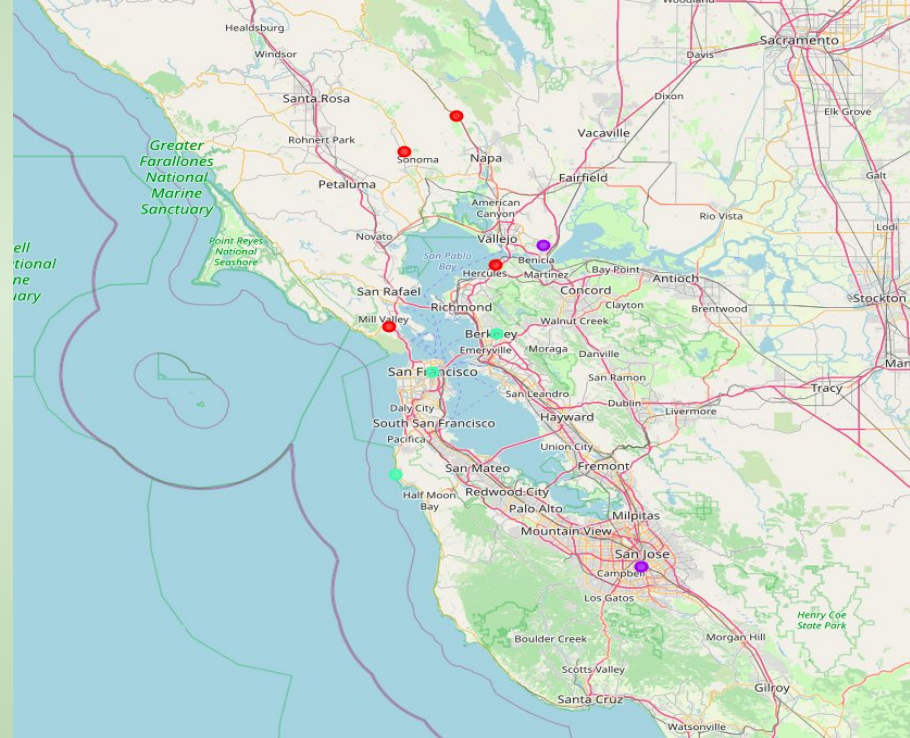 Woodland
Healdsburg
Sacramento
Windsor
Davis
Santa Rosa
Dixon
Elk Grove
Vacaville
Rohnert Park
Greater
Farallones
National
Marine
Sanctuary
Sonoma
Napa
Fairfield
Galt
Petaluma
American
Canyon
Rio Vista
Lodi
Novato
Vallejo
Point Reyes
National
Seashore
San Pablo
Bay
Benicia
ell
tional
ne
uary
Hercules
Martinez
Bay Point
Antioch
San Rafael
Concord
Stockton
Richmond
Clayton
Brentwood
Mill Valley
Berkeley
Walnut Creek
Emeryville
Moraga
Danville
Man
San Francisco
San Ramon
Tracy
San Leandro
Daly City
Dublin
Livermore
South San Francisco
Hayward
Pacifica
Union City
San Mateo
Fremont
Half Moon
Bay
Redwood City
Palo Alto
Milpitas
Mountain View
San Jose
Campbell
Los Gatos
Henry Coe
State Park
Boulder Creek
Morgan Hill
Scotts Valley
Gilroy
Santa Cruz
Watsonville